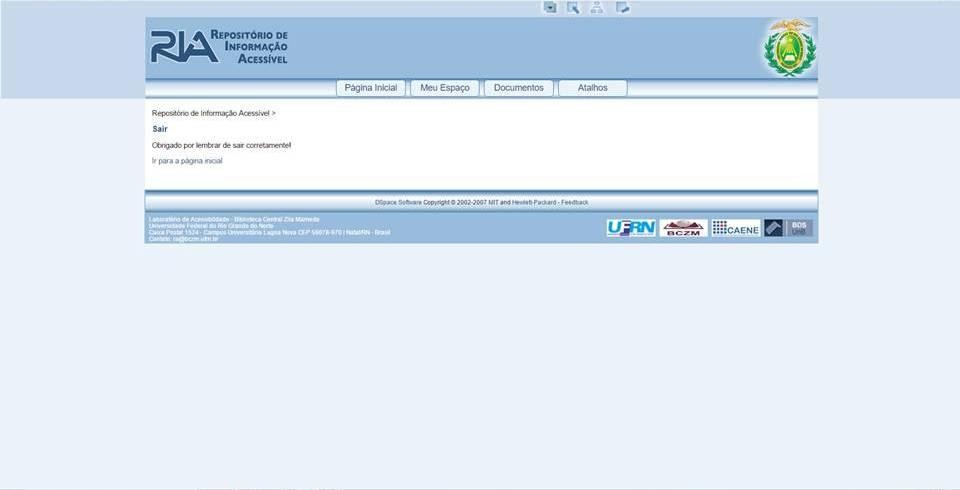 RIA REPOSITÓRIO DE
INFORMAÇÃO
ACESSÍVEL
Página Inicial Meu Espaço Documentos Atalhos
Repositório de Informação Acessível >
Sair
Obrigado por lembrar de sair corretamente!
Ir para a página inicial
DSpace Software Copyright © 2002-2007 MIT and Hewlett-Packard - Feedback
Laboratório de Acessibilidade - Biblioteca Central Zila Mamede
Universidade Federal do Rio Grande do Norte
Caixa Postal 1524 - Campus Universitário Lagoa Nova CEP 59078-970 | Natal/RN - Brasil
Contato: ria@bczm.ufrn.br
UFRN BCZM CAENE BDS
UNB